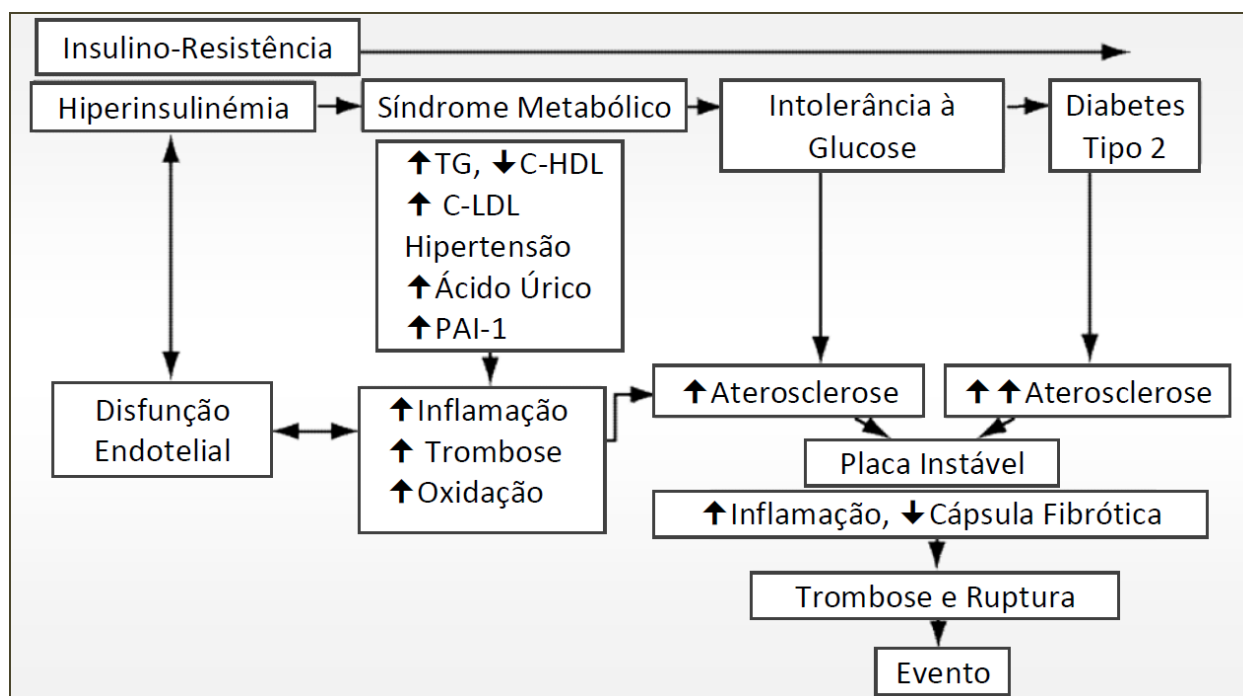 Insulino-Resistência
Hiperinsulinémia
Síndrome Metabólico
Intolerância à
Glucose
Diabetes
Tipo 2
↑TG, ↓C-HDL
↑ C-LDL
Hipertensão
↑Ácido Úrico
↑PAI-1
Disfunção
Endotelial
↑Inflamação
↑ Trombose
↑Oxidação
↑Aterosclerose
↑ ↑Aterosclerose
Placa Instável
↑Inflamação, ↓Cápsula Fibrótica
Trombose e Ruptura
Evento